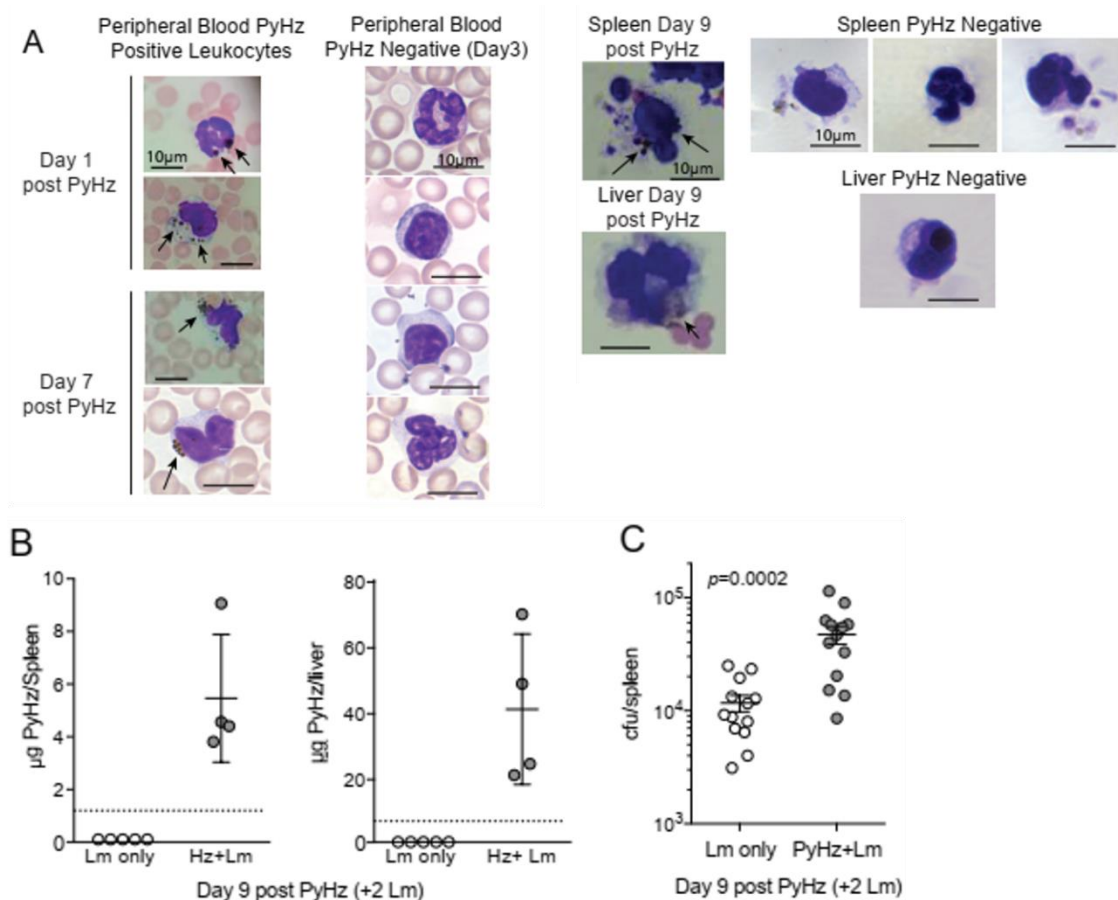 A
Peripheral Blood PyHz
Positive Leukocytes
Peripheral Blood
PyHz Negative (Day3)
Spleen Day 9
post PyHz
Spleen PyHz Negative
Day 1
post PyHz
10µm
10µm
10µm
10µm
Liver Day 9
post PyHz
Liver PyHz Negative
Day 7
post PyHz
B
µg PyHz/Spleen
10
8
6
4
2
0
Lm only
Hz+Lm
µg PyHz/liver
80
60
40
20
0
Lm only
Hz+ Lm
Day 9 post PyHz (+2 Lm)
C
p=0.0002
cfu/spleen
10⁵
10⁴
10³
Lm only
PyHz+Lm
Day 9 post PyHz (+2 Lm)